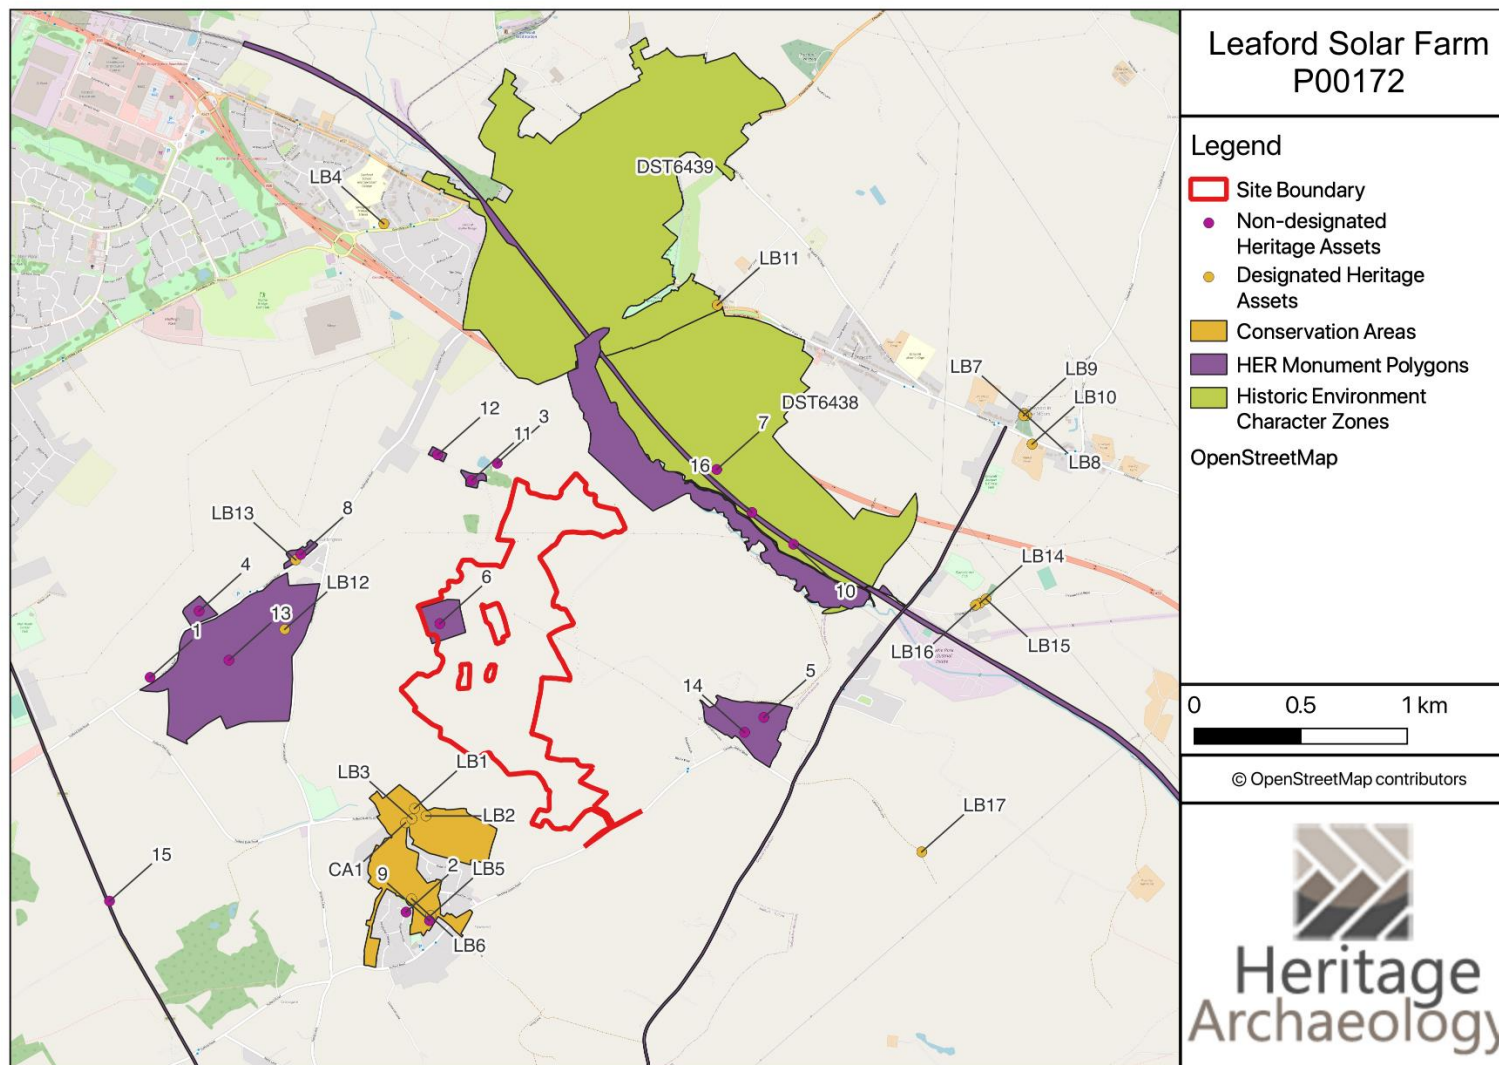 Leaford Solar Farm
P00172
Legend
Site Boundary
Non-designated
Heritage Assets
Designated Heritage
Assets
Conservation Areas
HER Monument Polygons
Historic Environment
Character Zones
OpenStreetMap
0 0.5 1 km
© OpenStreetMap contributors
Heritage
Archaeology
DST6439
LB4
LB11
LB7
LB9
LB10
DST6438
12
3
11
7
16
LB8
LB13
8
4
LB12
6
LB14
13
1
10
LB16
LB15
14
5
LB3
LB1
LB2
LB17
CA1
9
2
LB5
15
LB6